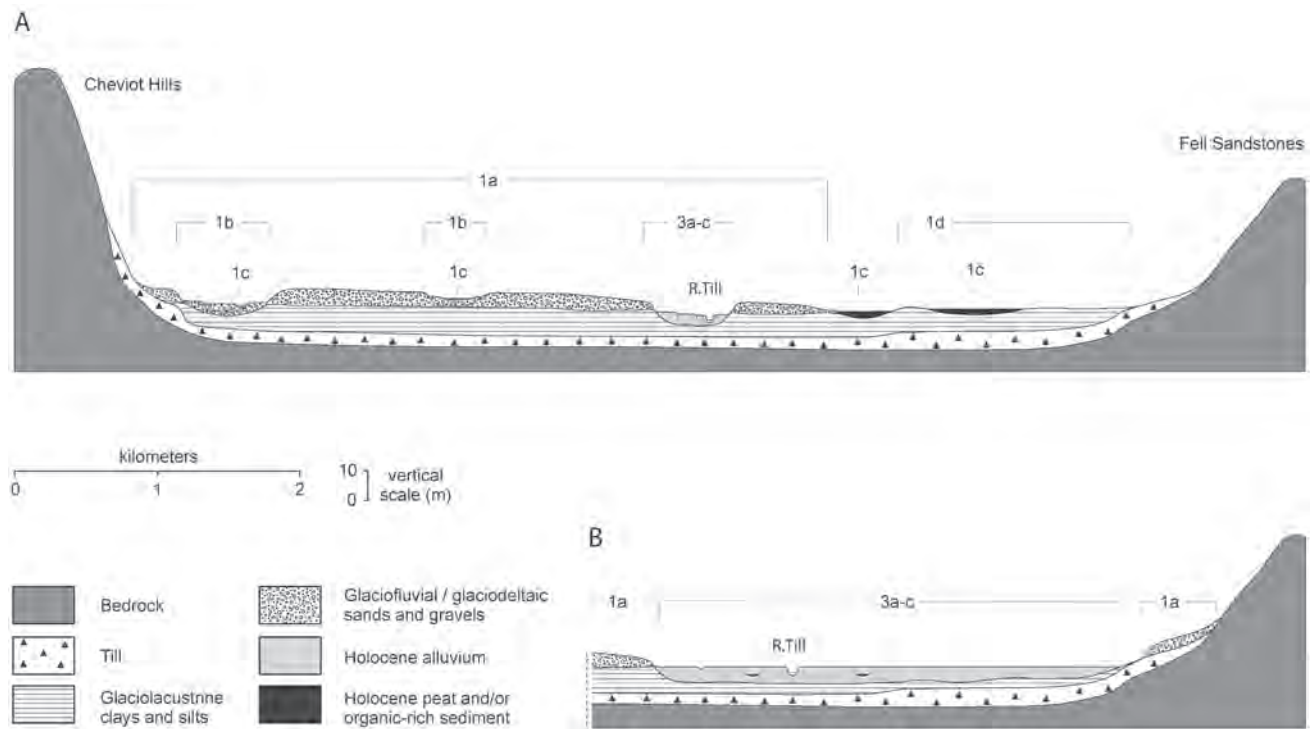 A
Cheviot Hills
Fell Sandstones
1a
1b 1b 3a-c 1d
1c 1c 1c 1c
R.Till
kilometers
0 1 2
10
0
vertical
scale (m)
B
1a 3a-c 1a
R.Till
Bedrock
Till
Glaciolacustrine
clays and silts
Glaciofluvial / glaciodeltaic
sands and gravels
Holocene alluvium
Holocene peat and/or
organic-rich sediment